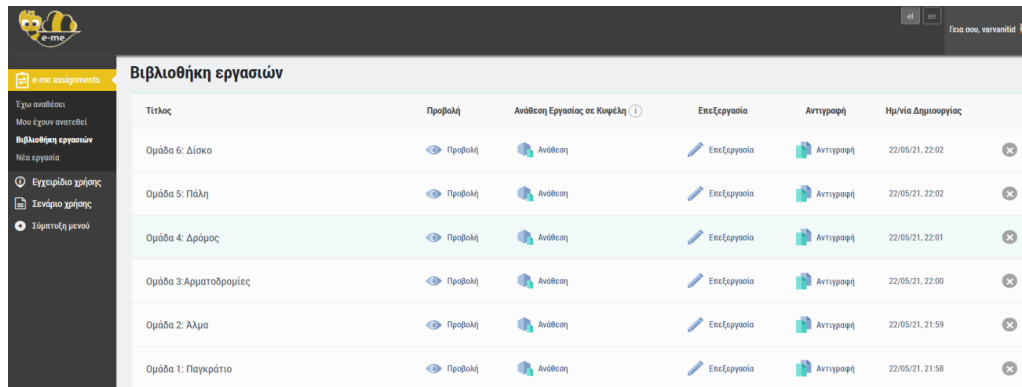 e-me
el en
Γεια σου, varvanitid
e-me assignments
Έχω αναθέσει
Μου έχουν ανατεθεί
Βιβλιοθήκη εργασιών
Νέα εργασία
Εγχειρίδιο χρήσης
Σενάριο χρήσης
Σύμπτυξη μενού
Βιβλιοθήκη εργασιών
Τίτλος Προβολή Ανάθεση Εργασίας σε Κυψέλη i Επεξεργασία Αντιγραφή Ημ/νία Δημιουργίας
Ομάδα 6: Δίσκο Προβολή Ανάθεση Επεξεργασία Αντιγραφή 22/05/21, 22:02
Ομάδα 5: Πάλη Προβολή Ανάθεση Επεξεργασία Αντιγραφή 22/05/21, 22:02
Ομάδα 4: Δρόμος Προβολή Ανάθεση Επεξεργασία Αντιγραφή 22/05/21, 22:01
Ομάδα 3:Αρματοδρομίες Προβολή Ανάθεση Επεξεργασία Αντιγραφή 22/05/21, 22:00
Ομάδα 2: Άλμα Προβολή Ανάθεση Επεξεργασία Αντιγραφή 22/05/21, 21:59
Ομάδα 1: Παγκράτιο Προβολή Ανάθεση Επεξεργασία Αντιγραφή 22/05/21, 21:58